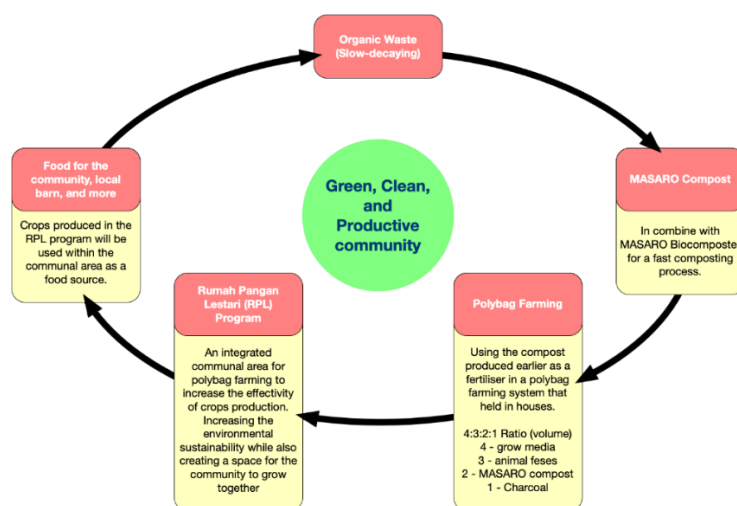 Organic Waste
(Slow-decaying)
MASARO Compost
In combine with
MASARO Biocomposter
for a fast composting
process.
Polybag Farming
Using the compost
produced earlier as a
fertiliser in a polybag
farming system that
held in houses.
4:3:2:1 Ratio (volume)
4 - grow media
3 - animal feses
2 - MASARO compost
1 - Charcoal
Rumah Pangan
Lestari (RPL)
Program
An integrated
communal area for
polybag farming to
increase the effectivity
of crops production.
Increasing the
environmental
sustainability while also
creating a space for the
community to grow
together
Food for the
community, local
barn, and more
Crops produced in the
RPL program will be
used within the
communal area as a
food source.
Green, Clean,
and
Productive
community